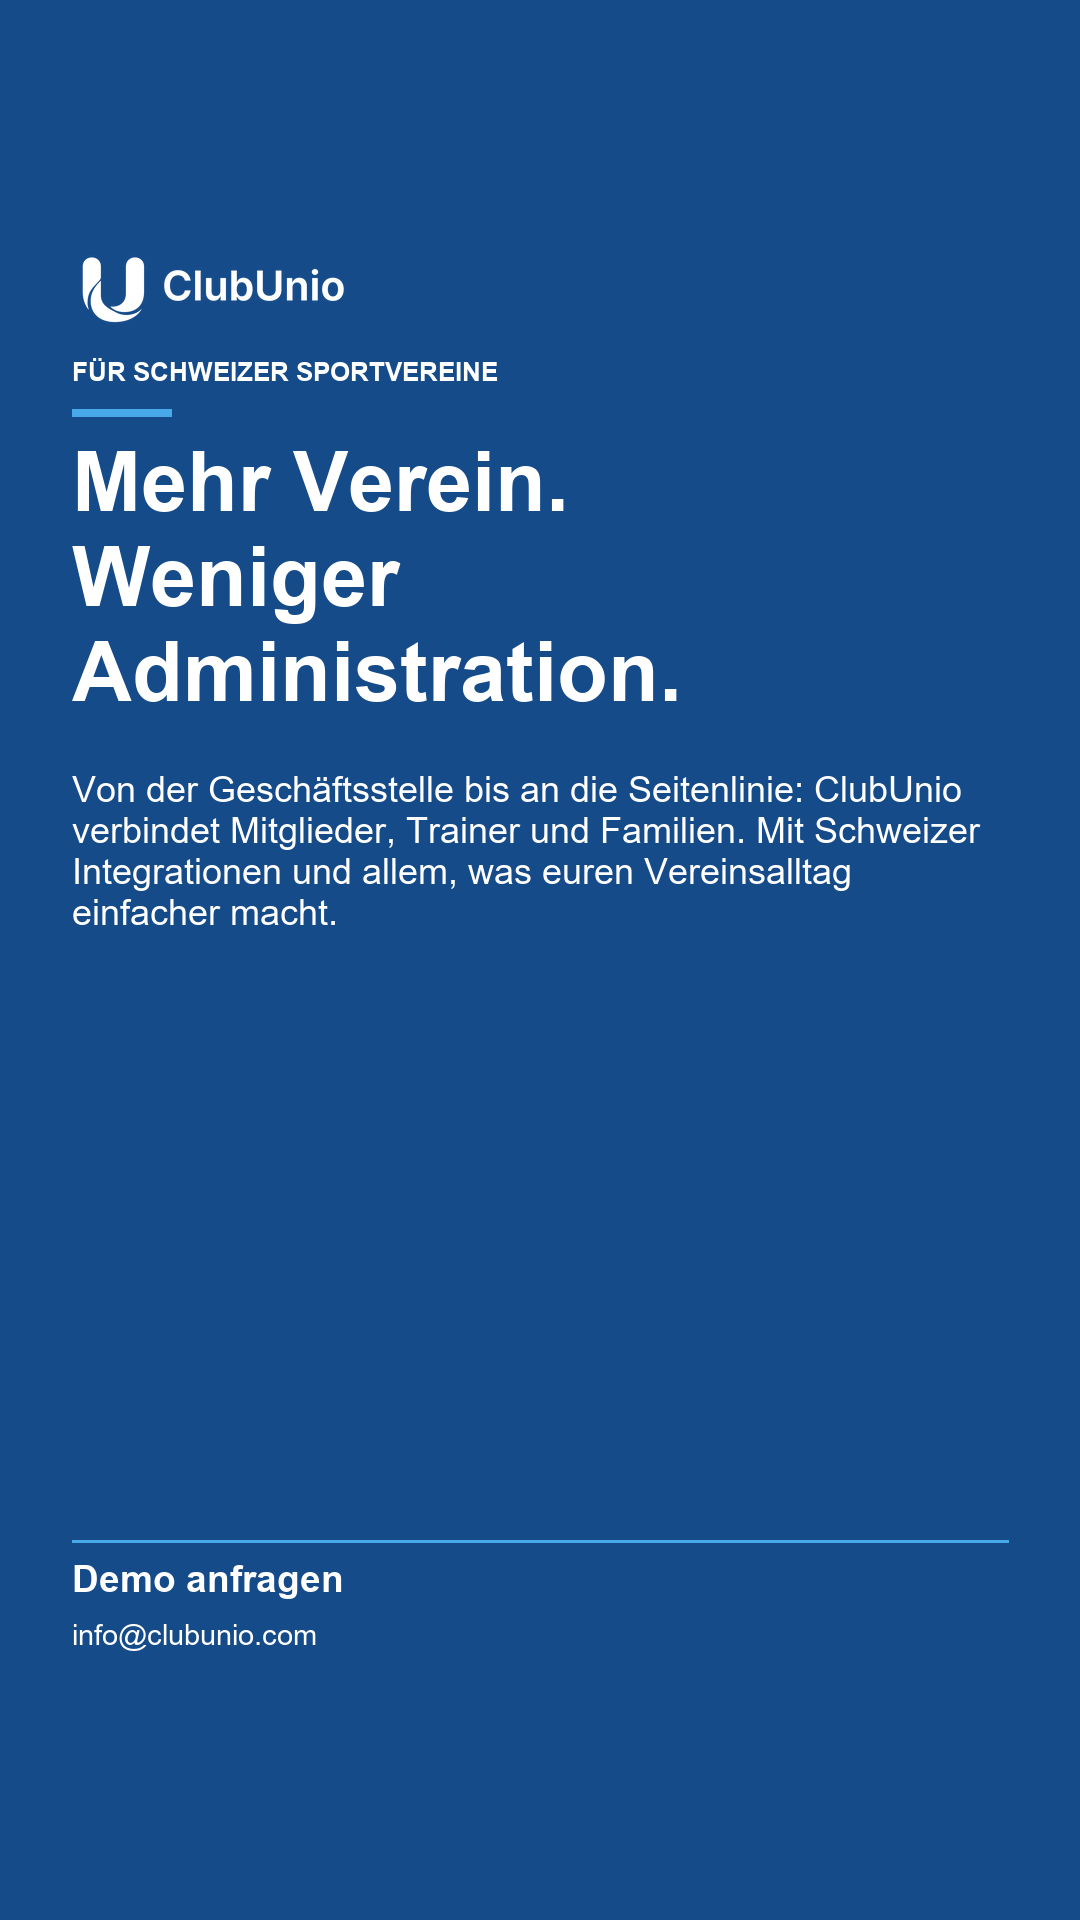 ClubUnio
FÜR SCHWEIZER SPORTVEREINE
Mehr Verein.
Weniger
Administration.
Von der Geschäftsstelle bis an die Seitenlinie: ClubUnio
verbindet Mitglieder, Trainer und Familien. Mit Schweizer
Integrationen und allem, was euren Vereinsalltag
einfacher macht.
Demo anfragen
info@clubunio.com